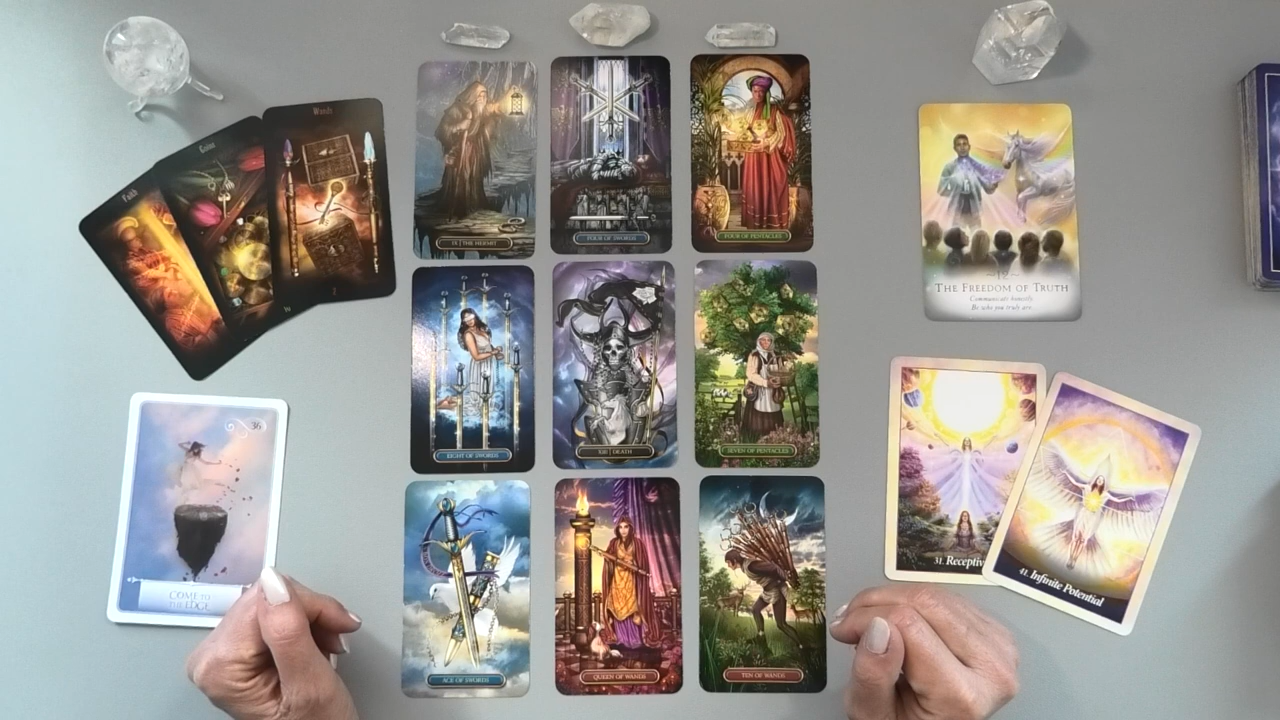 Faith
Coins
Wands
IX | THE HERMIT
FOUR OF SWORDS
FOUR OF PENTACLES
~12~
THE FREEDOM OF TRUTH
Communicate honestly.
Be who you truly are.
EIGHT OF SWORDS
XIII | DEATH
SEVEN OF PENTACLES
36
COME TO
THE EDGE
31.
41. Infinite Potential
ACE OF SWORDS
QUEEN OF WANDS
TEN OF WANDS